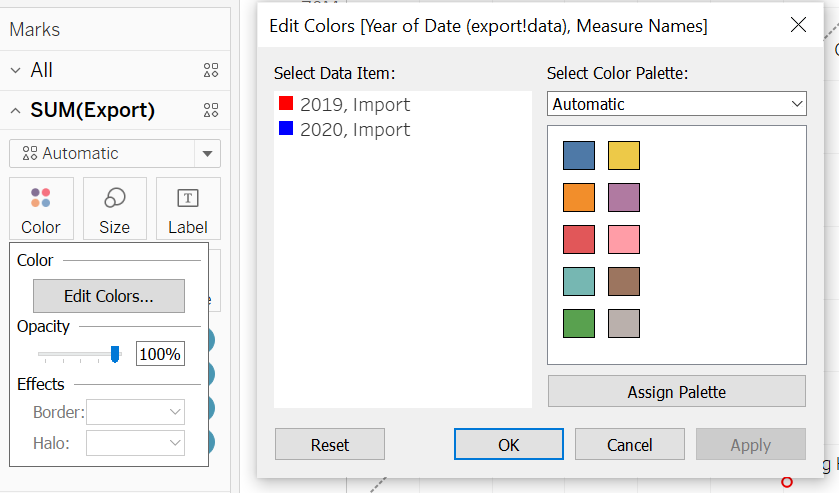 Marks
All
SUM(Export)
Automatic
Color
Size
Label
Color
Edit Colors...
Opacity
100%
Effects
Border:
Halo:
Edit Colors [Year of Date (export!data), Measure Names]
Select Data Item:
2019, Import
2020, Import
Select Color Palette:
Automatic
Assign Palette
Reset
OK
Cancel
Apply